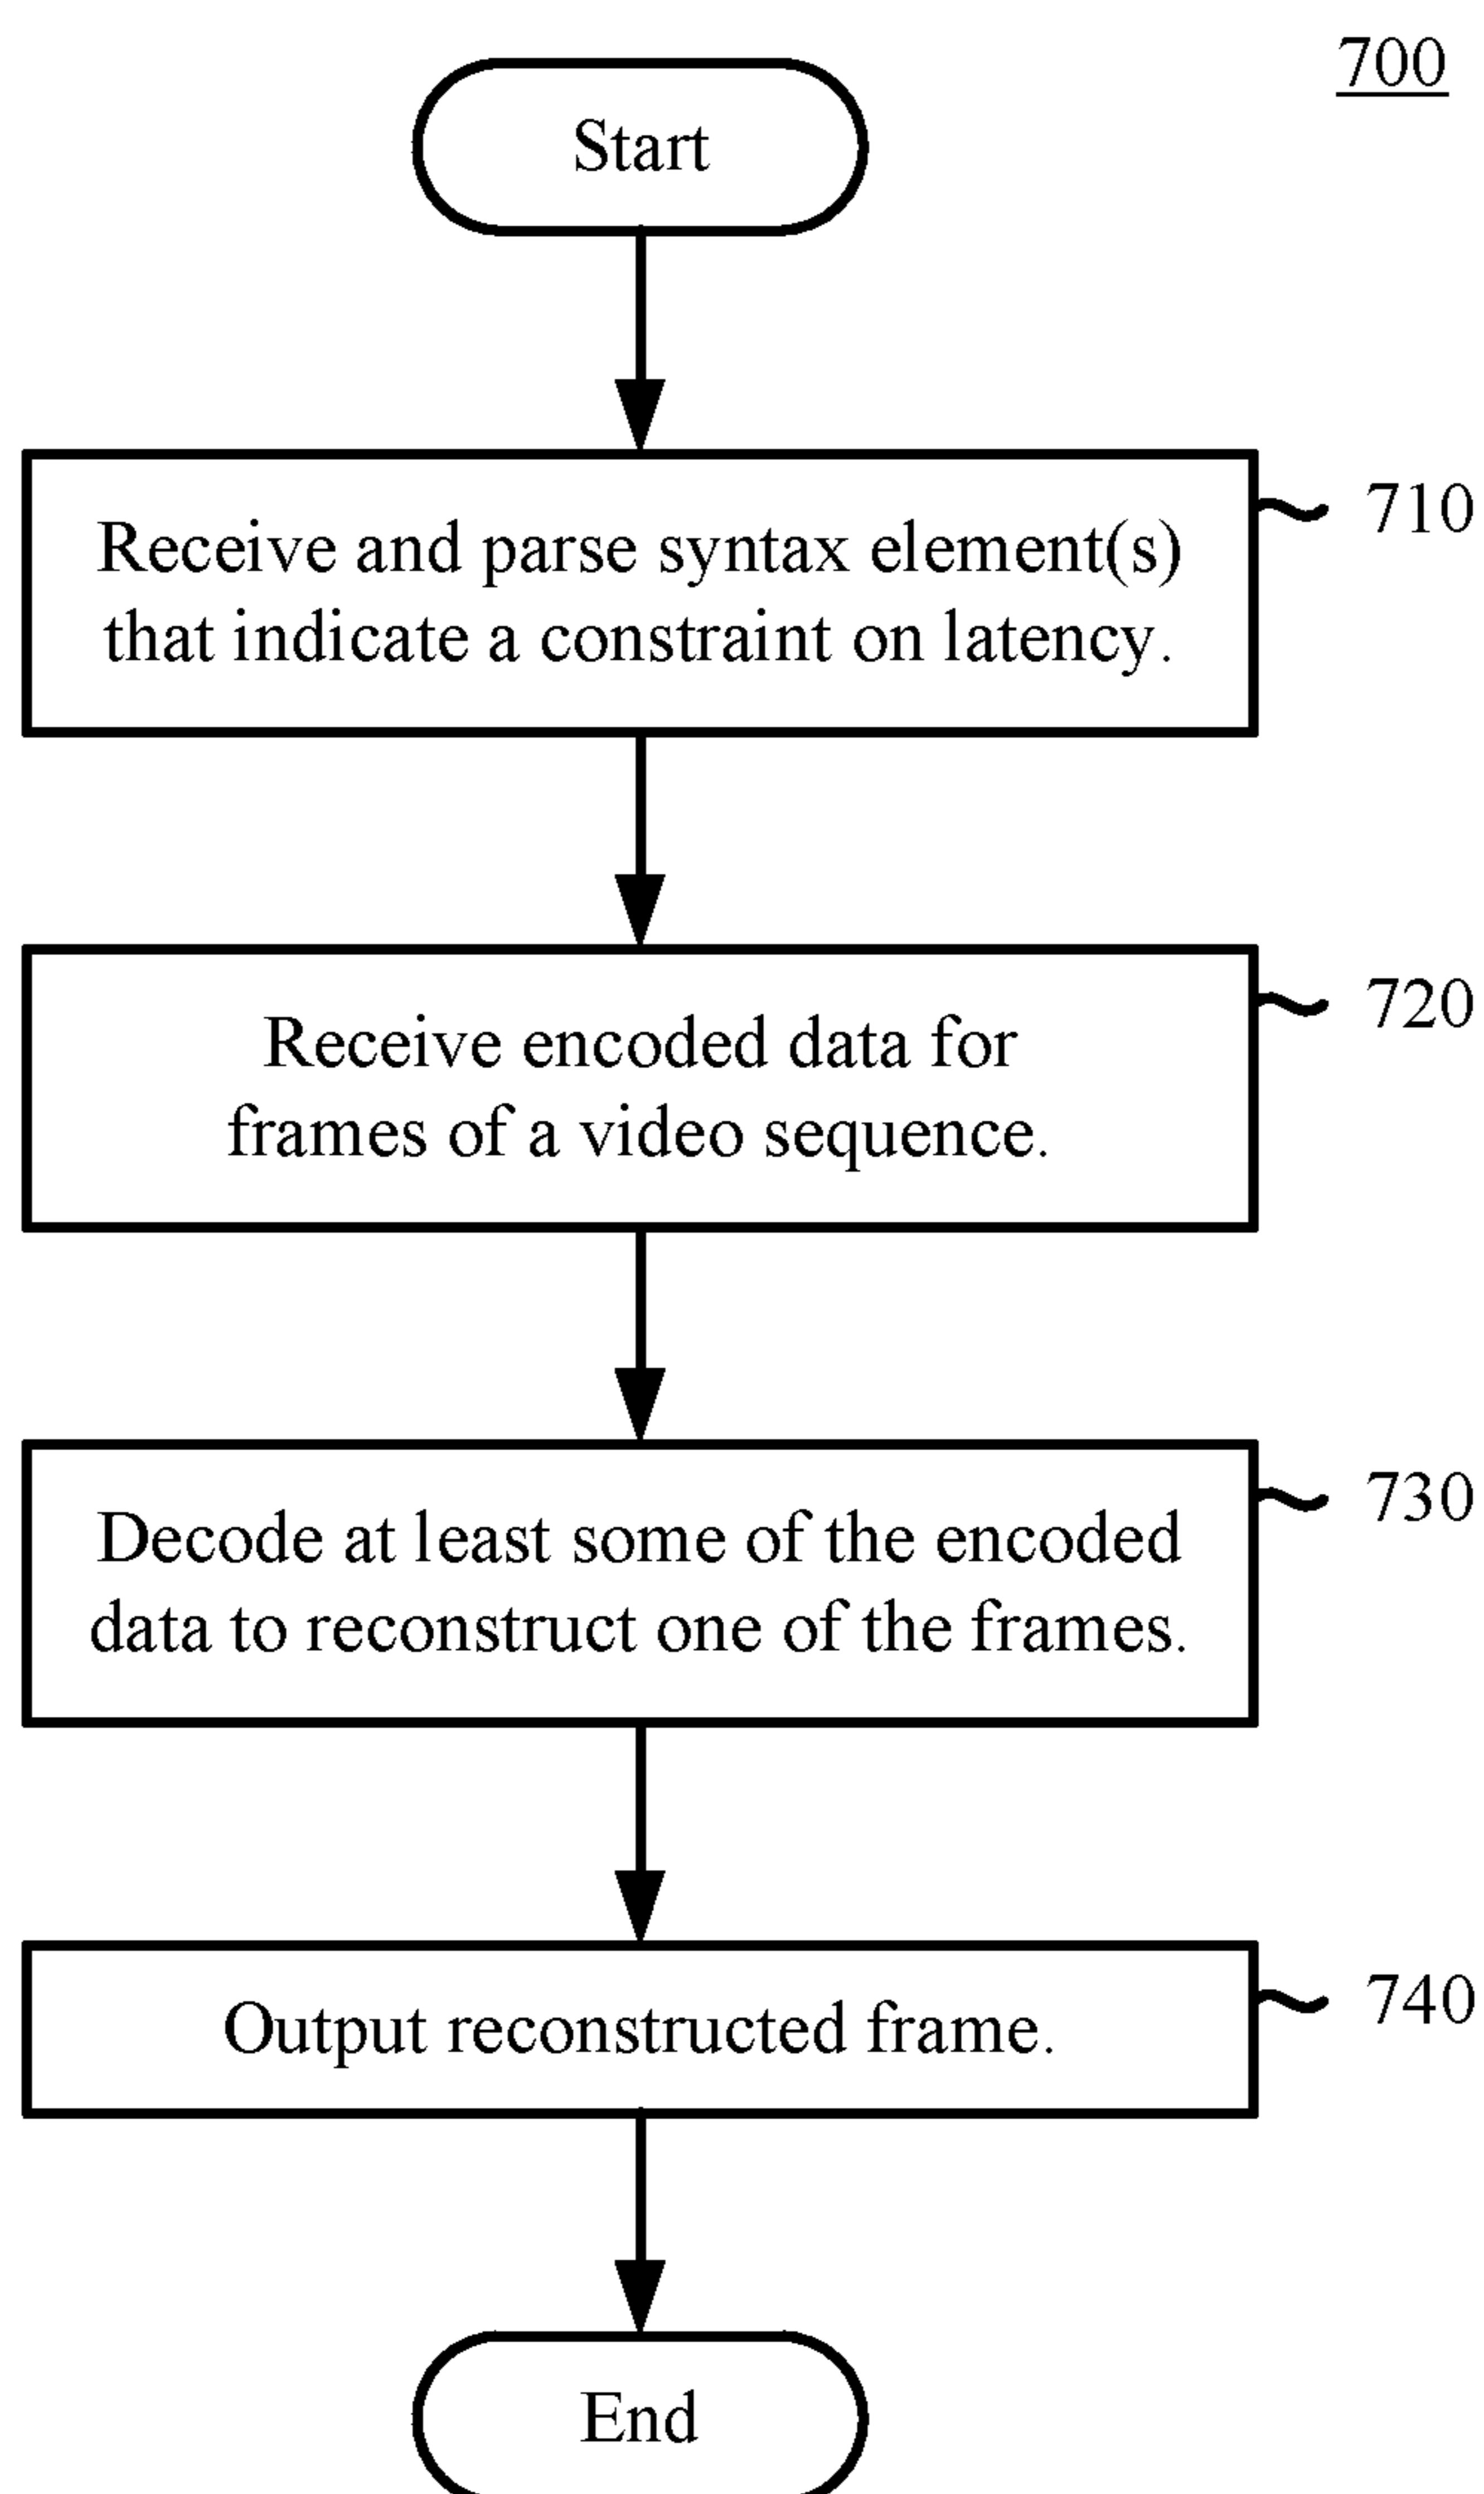 700
Start
Receive and parse syntax element(s)
that indicate a constraint on latency.
710
Receive encoded data for
frames of a video sequence.
720
Decode at least some of the encoded
data to reconstruct one of the frames.
730
Output reconstructed frame.
740
End